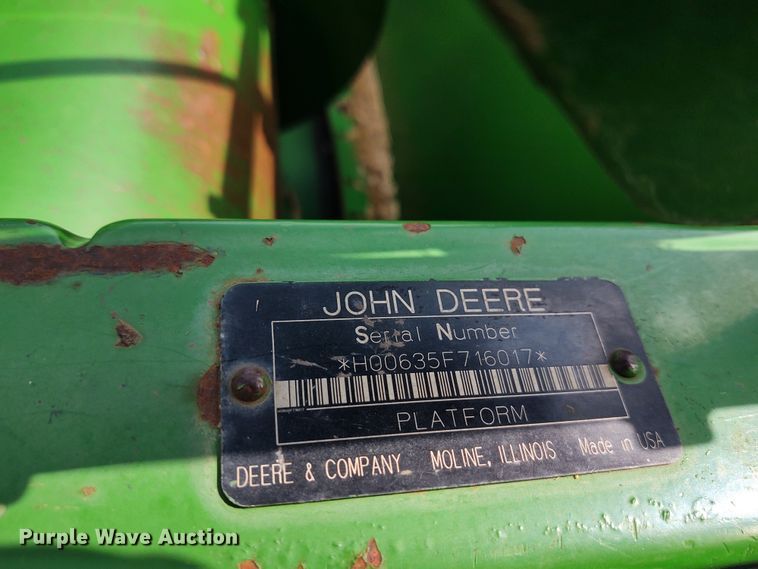 JOHN DEERE
Serial Number
*H00635F716017*
PLATFORM
DEERE & COMPANY MOLINE, ILLINOIS Made in USA
Purple Wave Auction